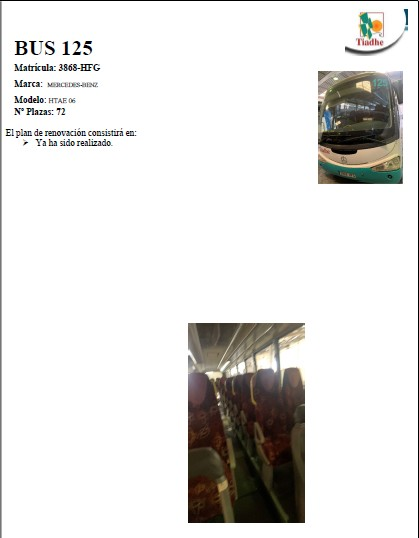 Tiadhe
BUS 125
Matrícula: 3868-HFG
Marca: MERCEDES-BENZ
Modelo: HTAE 06
Nº Plazas: 72
El plan de renovación consistirá en:
➢ Ya ha sido realizado.
125